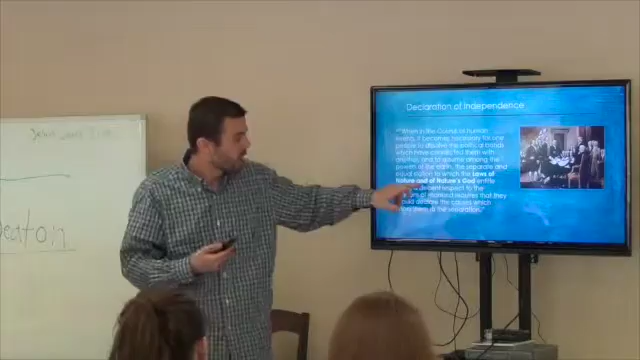 Declaration of Independence
"When in the Course of human
events, it becomes necessary for one
people to dissolve the political bands
which have connected them with
another, and to assume among the
powers of the earth, the separate and
equal station to which the Laws of
Nature and of Nature's God entitle
decent respect to the
of mankind requires that they
should declare the causes which
them to the separation."